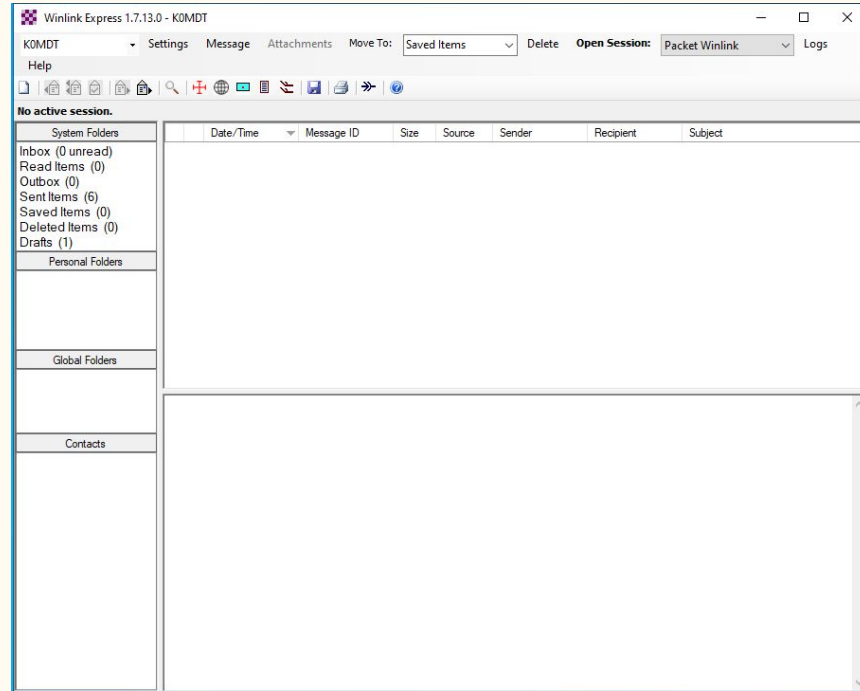 Winlink Express 1.7.13.0 - K0MDT
K0MDT Settings Message Attachments Move To: Saved Items Delete Open Session: Packet Winlink Logs
Help
No active session.
System Folders Date/Time Message ID Size Source Sender Recipient Subject
Inbox (0 unread)
Read Items (0)
Outbox (0)
Sent Items (6)
Saved Items (0)
Deleted Items (0)
Drafts (1)
Personal Folders
Global Folders
Contacts